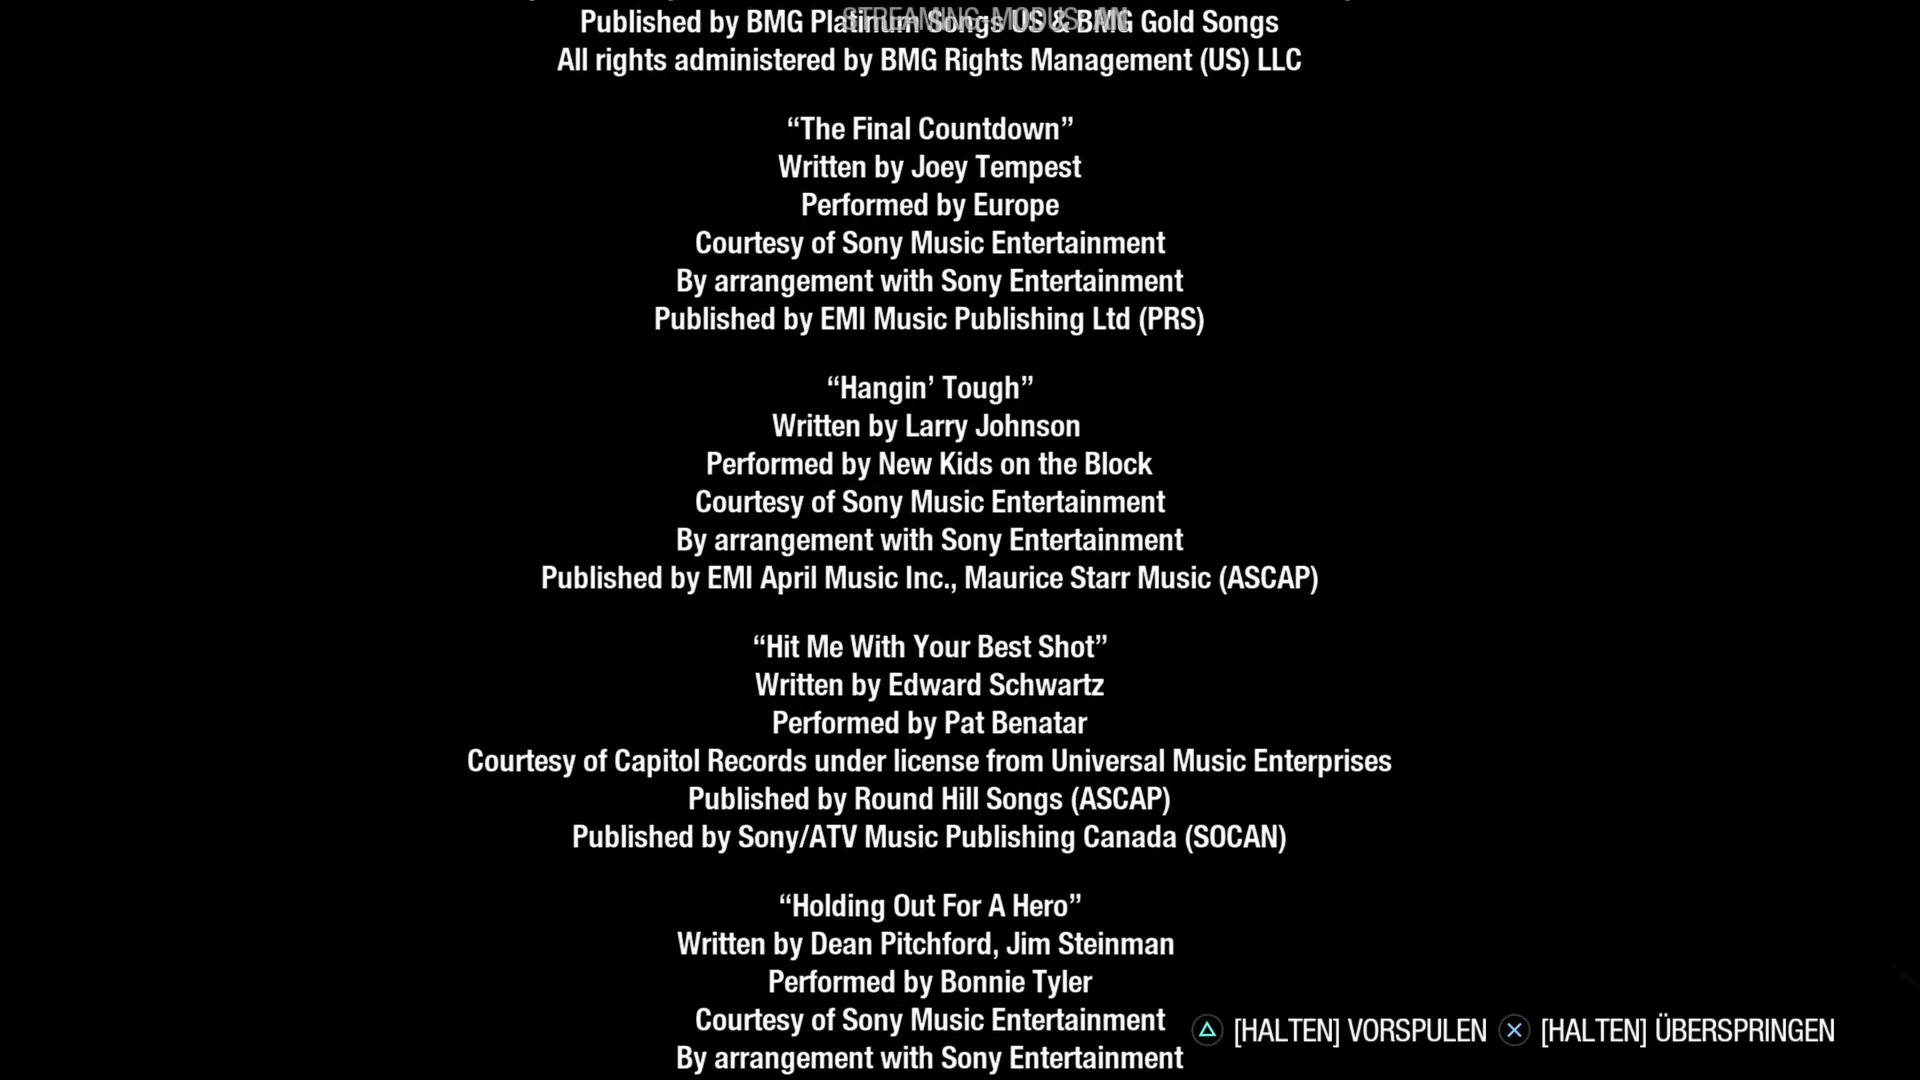 STREAMING-MODUS: AN
Published by BMG Platinum Songs US & BMG Gold Songs
All rights administered by BMG Rights Management (US) LLC
“The Final Countdown”
Written by Joey Tempest
Performed by Europe
Courtesy of Sony Music Entertainment
By arrangement with Sony Entertainment
Published by EMI Music Publishing Ltd (PRS)
“Hangin’ Tough”
Written by Larry Johnson
Performed by New Kids on the Block
Courtesy of Sony Music Entertainment
By arrangement with Sony Entertainment
Published by EMI April Music Inc., Maurice Starr Music (ASCAP)
“Hit Me With Your Best Shot”
Written by Edward Schwartz
Performed by Pat Benatar
Courtesy of Capitol Records under license from Universal Music Enterprises
Published by Round Hill Songs (ASCAP)
Published by Sony/ATV Music Publishing Canada (SOCAN)
“Holding Out For A Hero”
Written by Dean Pitchford, Jim Steinman
Performed by Bonnie Tyler
Courtesy of Sony Music Entertainment
By arrangement with Sony Entertainment
[HALTEN] VORSPULEN [HALTEN] ÜBERSPRINGEN